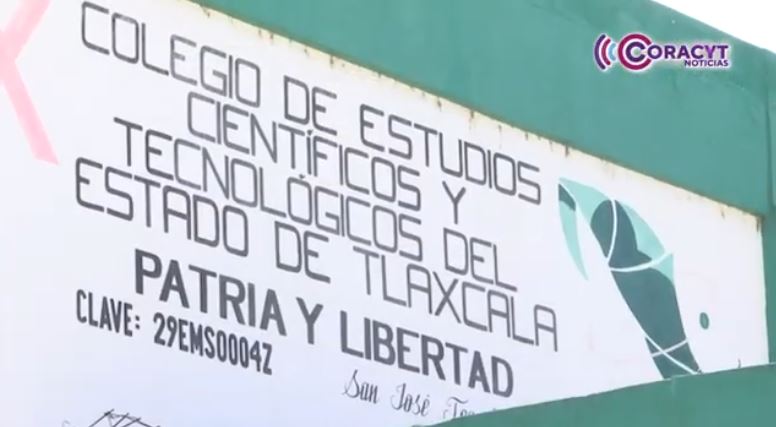 CORACYT
NOTICIAS
COLEGIO DE ESTUDIOS
CIENTÍFICOS Y
TECNOLÓGICOS DEL
ESTADO DE TLAXCALA
PATRIA Y LIBERTAD
CLAVE: 29EMS0004Z
San José